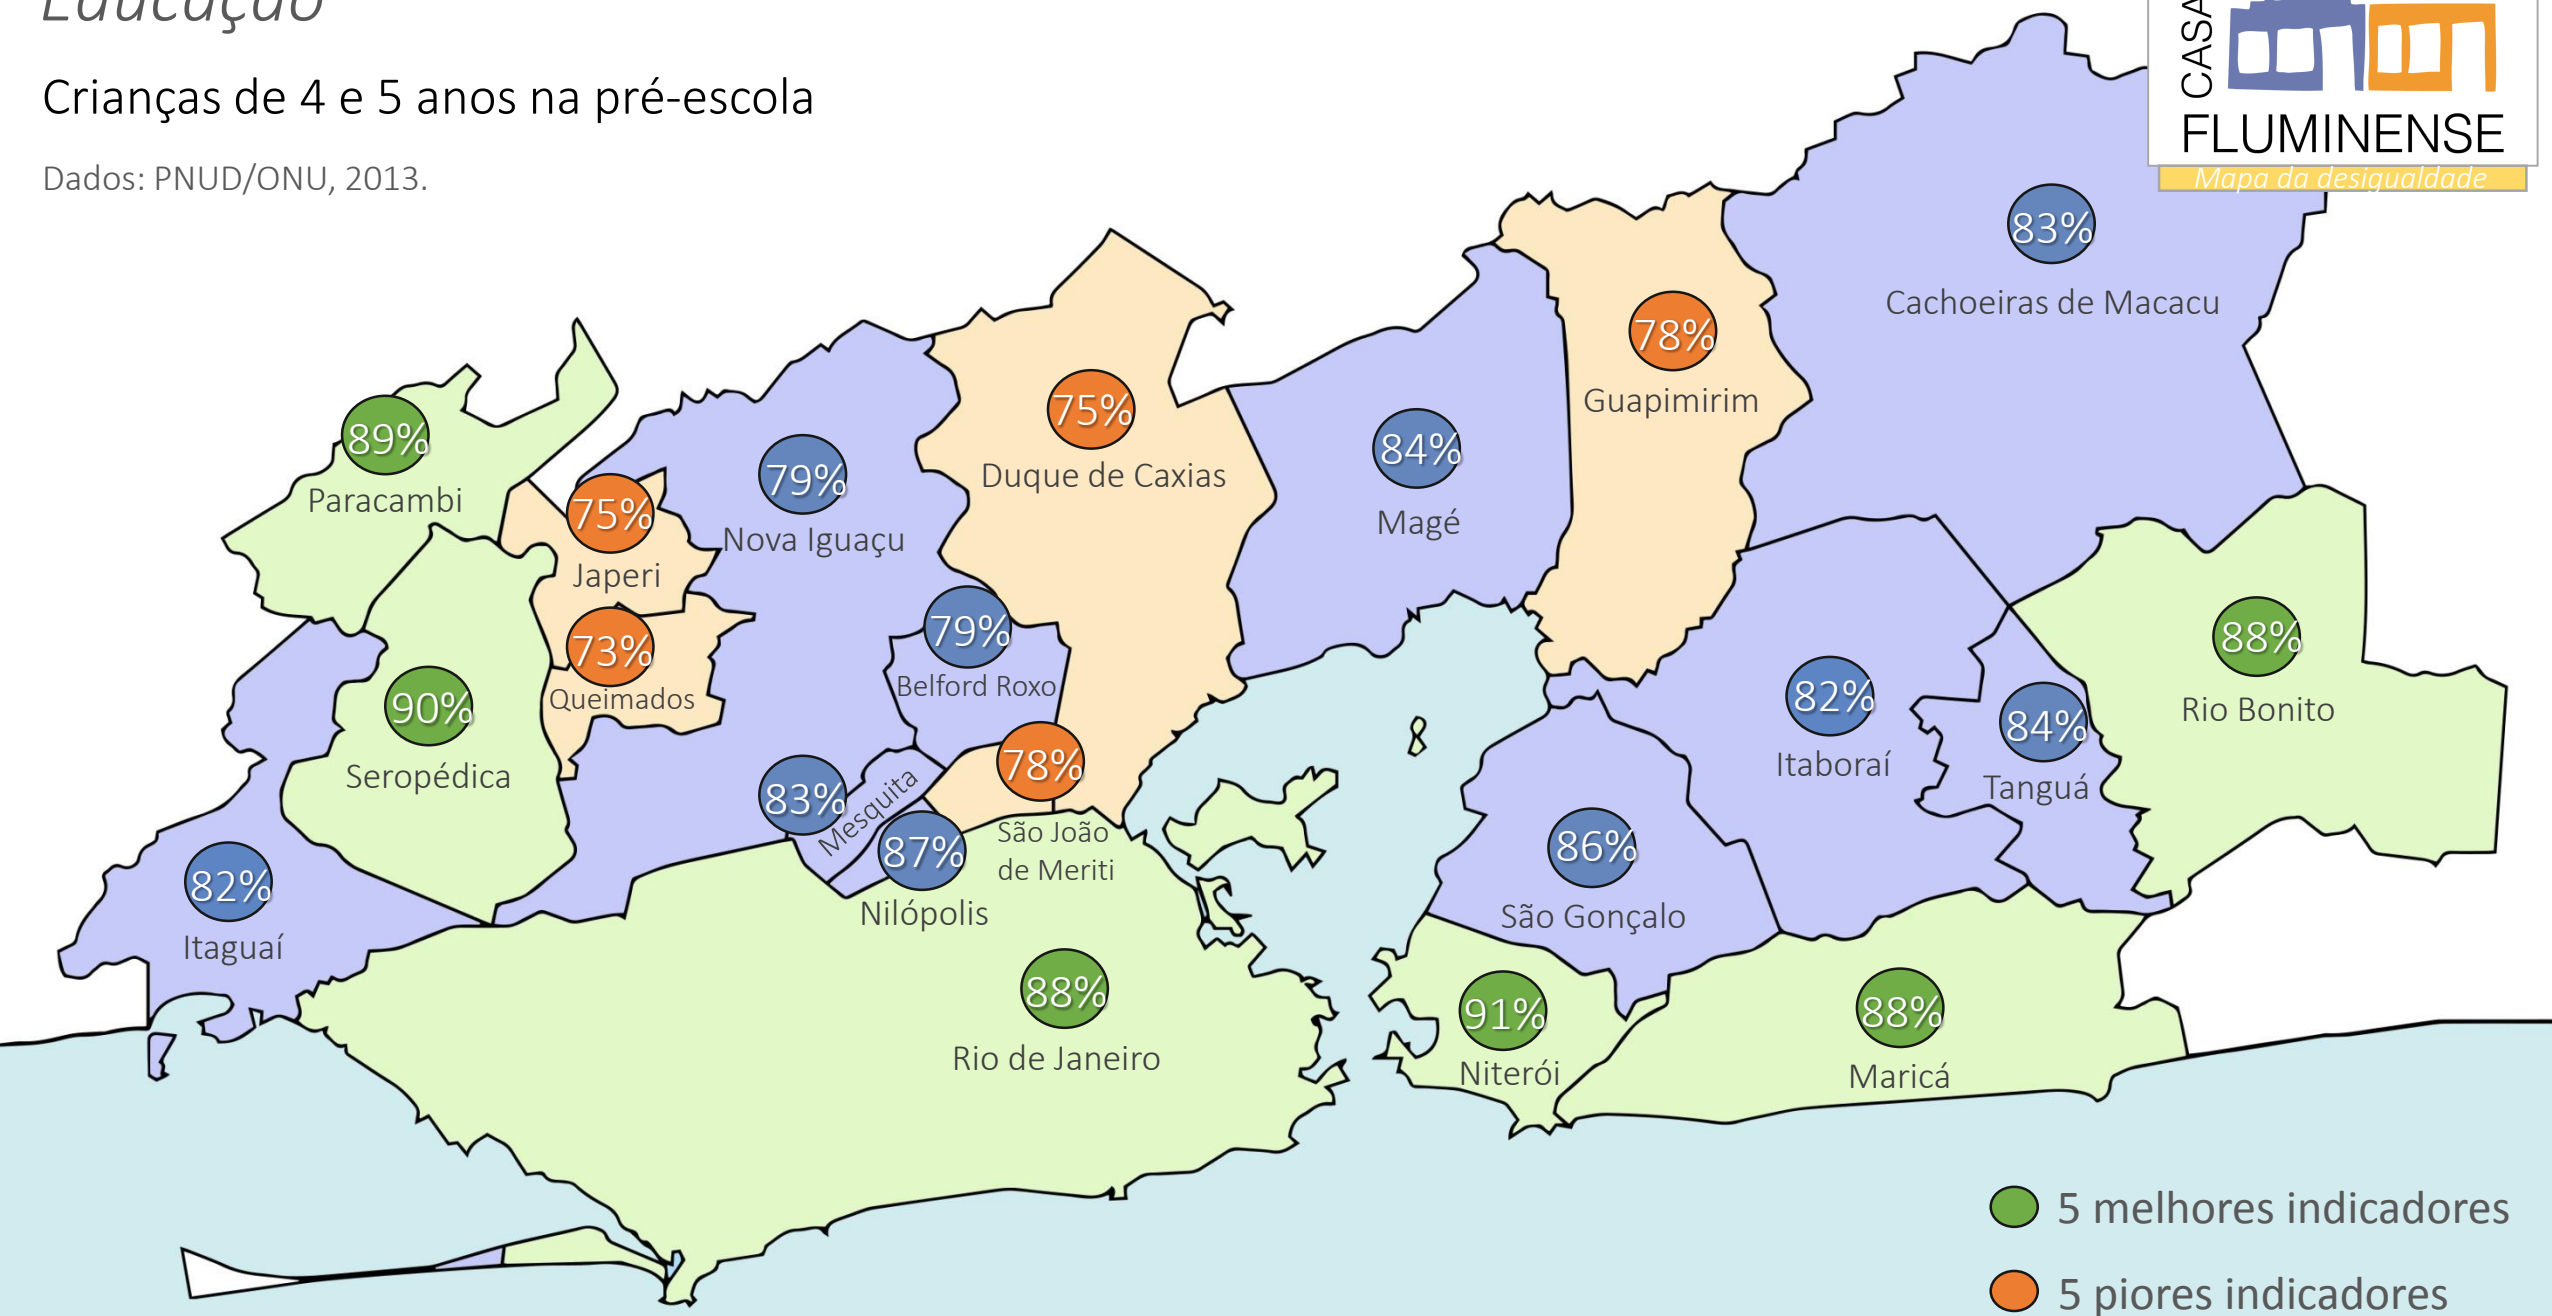 Educação
Crianças de 4 e 5 anos na pré-escola
Dados: PNUD/ONU, 2013.
CASA
FLUMINENSE
Mapa da desigualdade
83%
Cachoeiras de Macacu
78%
Guapimirim
75%
Duque de Caxias
89%
Paracambi
84%
Magé
79%
Nova Iguaçu
75%
Japeri
73%
Queimados
79%
Belford Roxo
88%
Rio Bonito
90%
Seropédica
82%
Itaboraí
84%
Tanguá
78%
São João
de Meriti
83%
Mesquita
87%
Nilópolis
86%
São Gonçalo
82%
Itaguaí
88%
Rio de Janeiro
91%
Niterói
88%
Maricá
5 melhores indicadores
5 piores indicadores